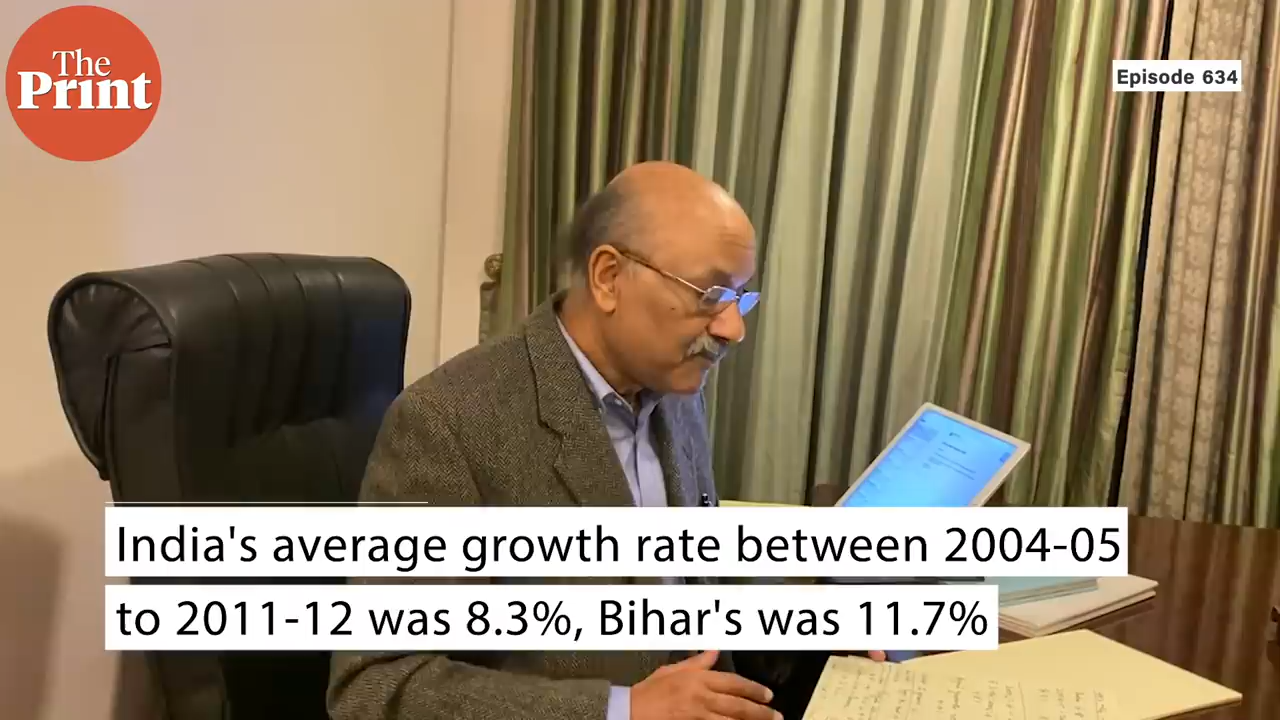 The
Print
Episode 634
India's average growth rate between 2004-05
to 2011-12 was 8.3%, Bihar's was 11.7%